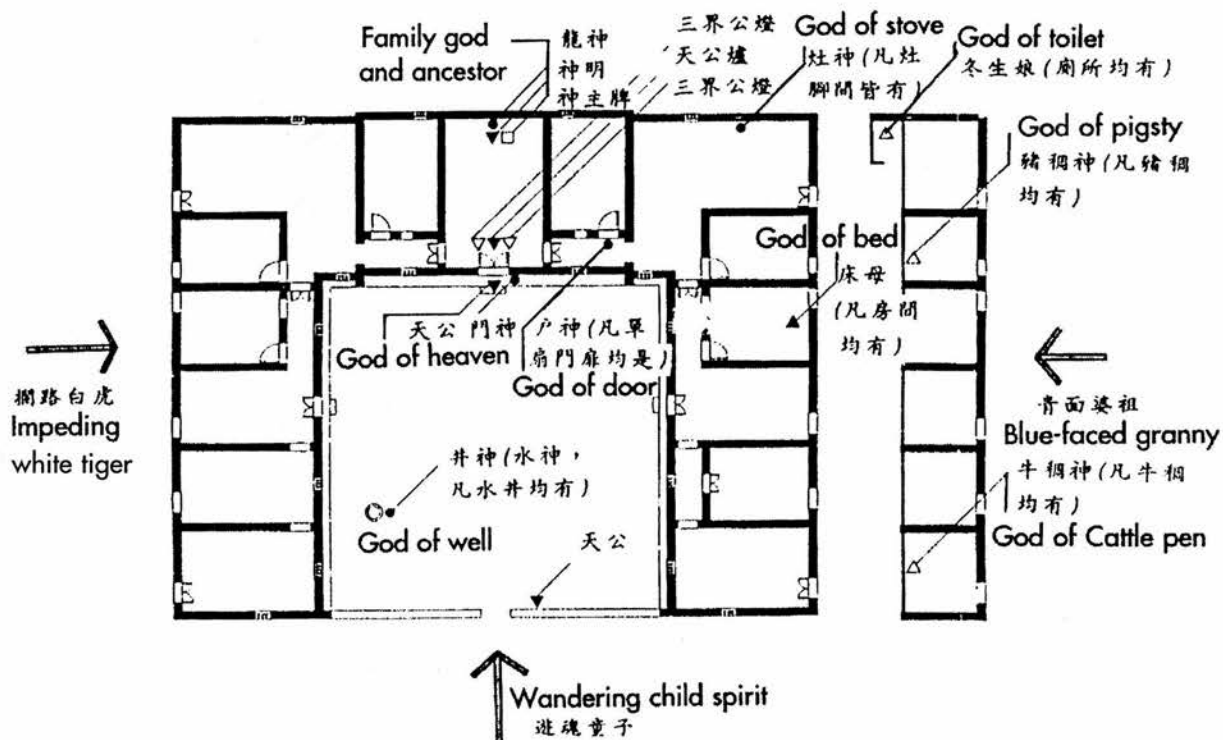 Family god
and ancestor
龍神
神明
神主牌
三界公燈
天公爐
三界公燈
God of stove
灶神(凡灶
腳間皆有)
God of toilet
冬生娘(廁所均有)
God of pigsty
豬稠神(凡豬稠
均有)
God of bed
床母
(凡房間
均有)
天公
門神
God of heaven
户神(凡單
扇門扉均是)
God of door
攔路白虎
Impeding
white tiger
青面婆祖
Blue-faced granny
牛稠神(凡牛稠
均有)
God of Cattle pen
井神(水神,
凡水井均有)
God of well
天公
Wandering child spirit
遊魂童子